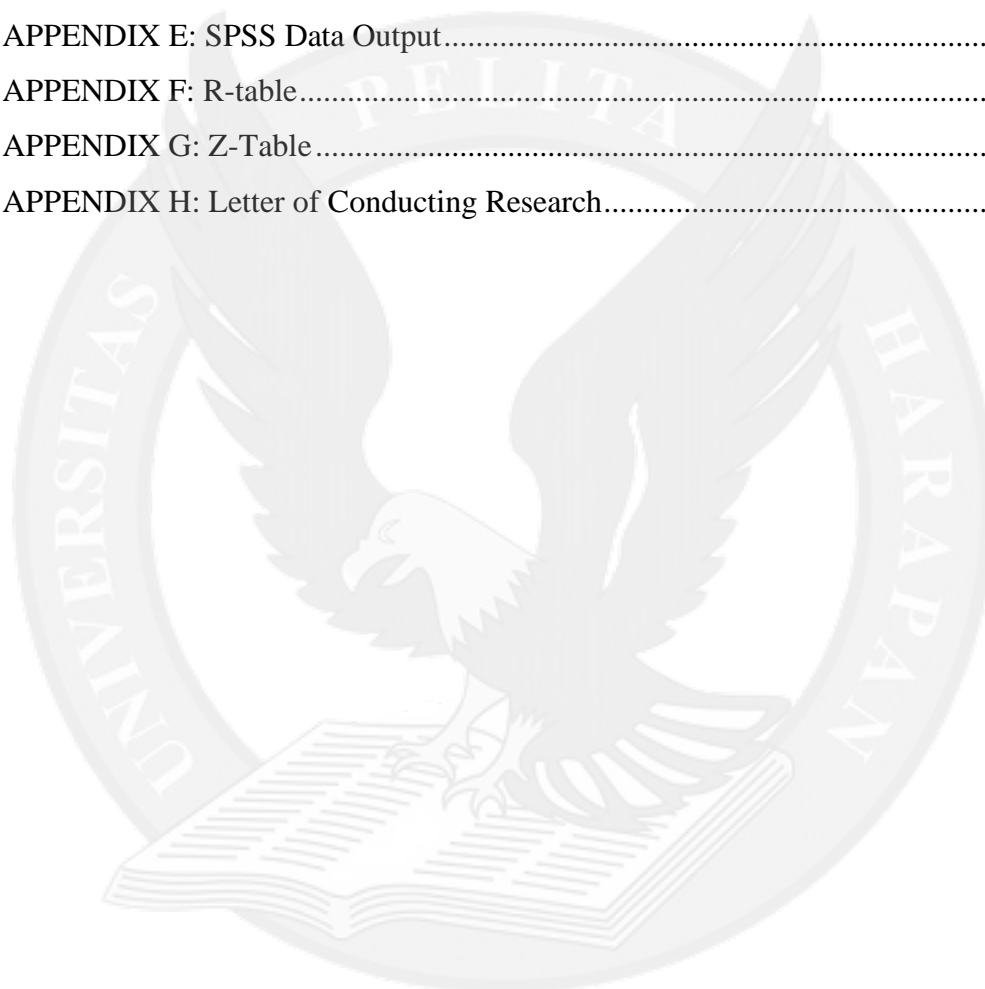 APPENDIX E: SPSS Data Output...............................................................................
APPENDIX F: R-table...............................................................................
APPENDIX G: Z-Table...............................................................................
APPENDIX H: Letter of Conducting Research...............................................................................
UNIVERSITAS PELITA HARAPAN